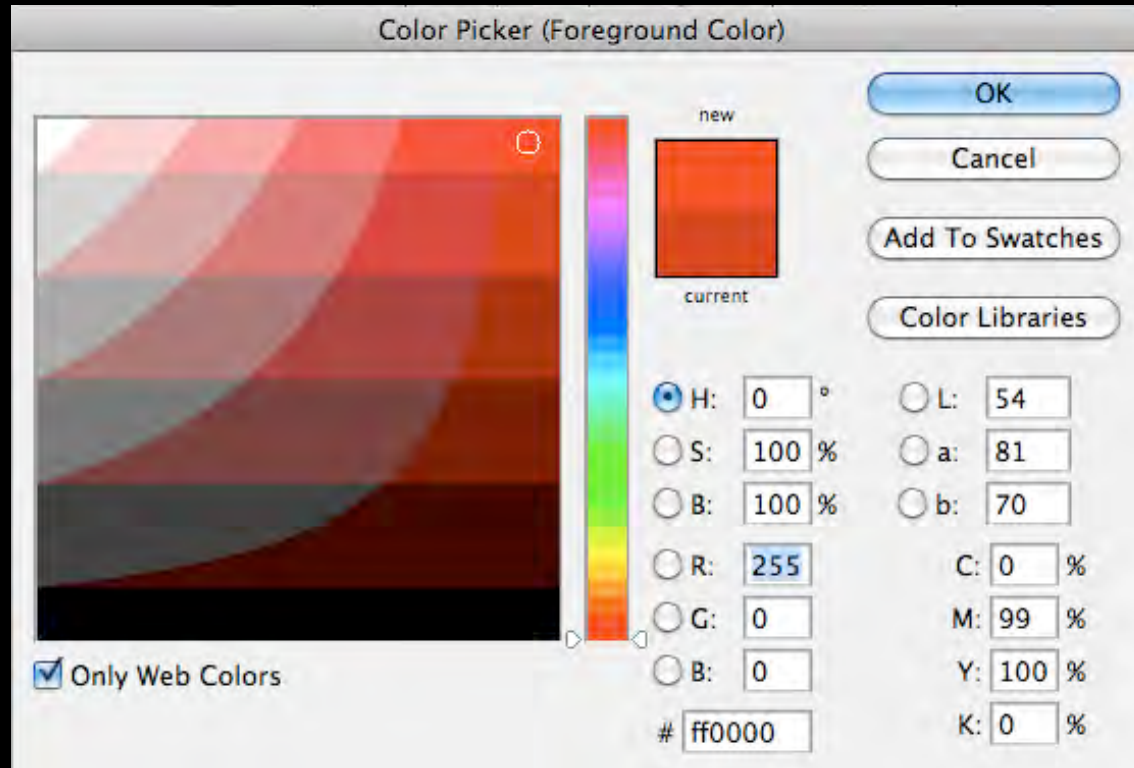 Color Picker (Foreground Color)
new
current
OK
Cancel
Add To Swatches
Color Libraries
H: 0 °
S: 100 %
B: 100 %
R: 255
G: 0
B: 0
# ff0000
L: 54
a: 81
b: 70
C: 0 %
M: 99 %
Y: 100 %
K: 0 %
Only Web Colors